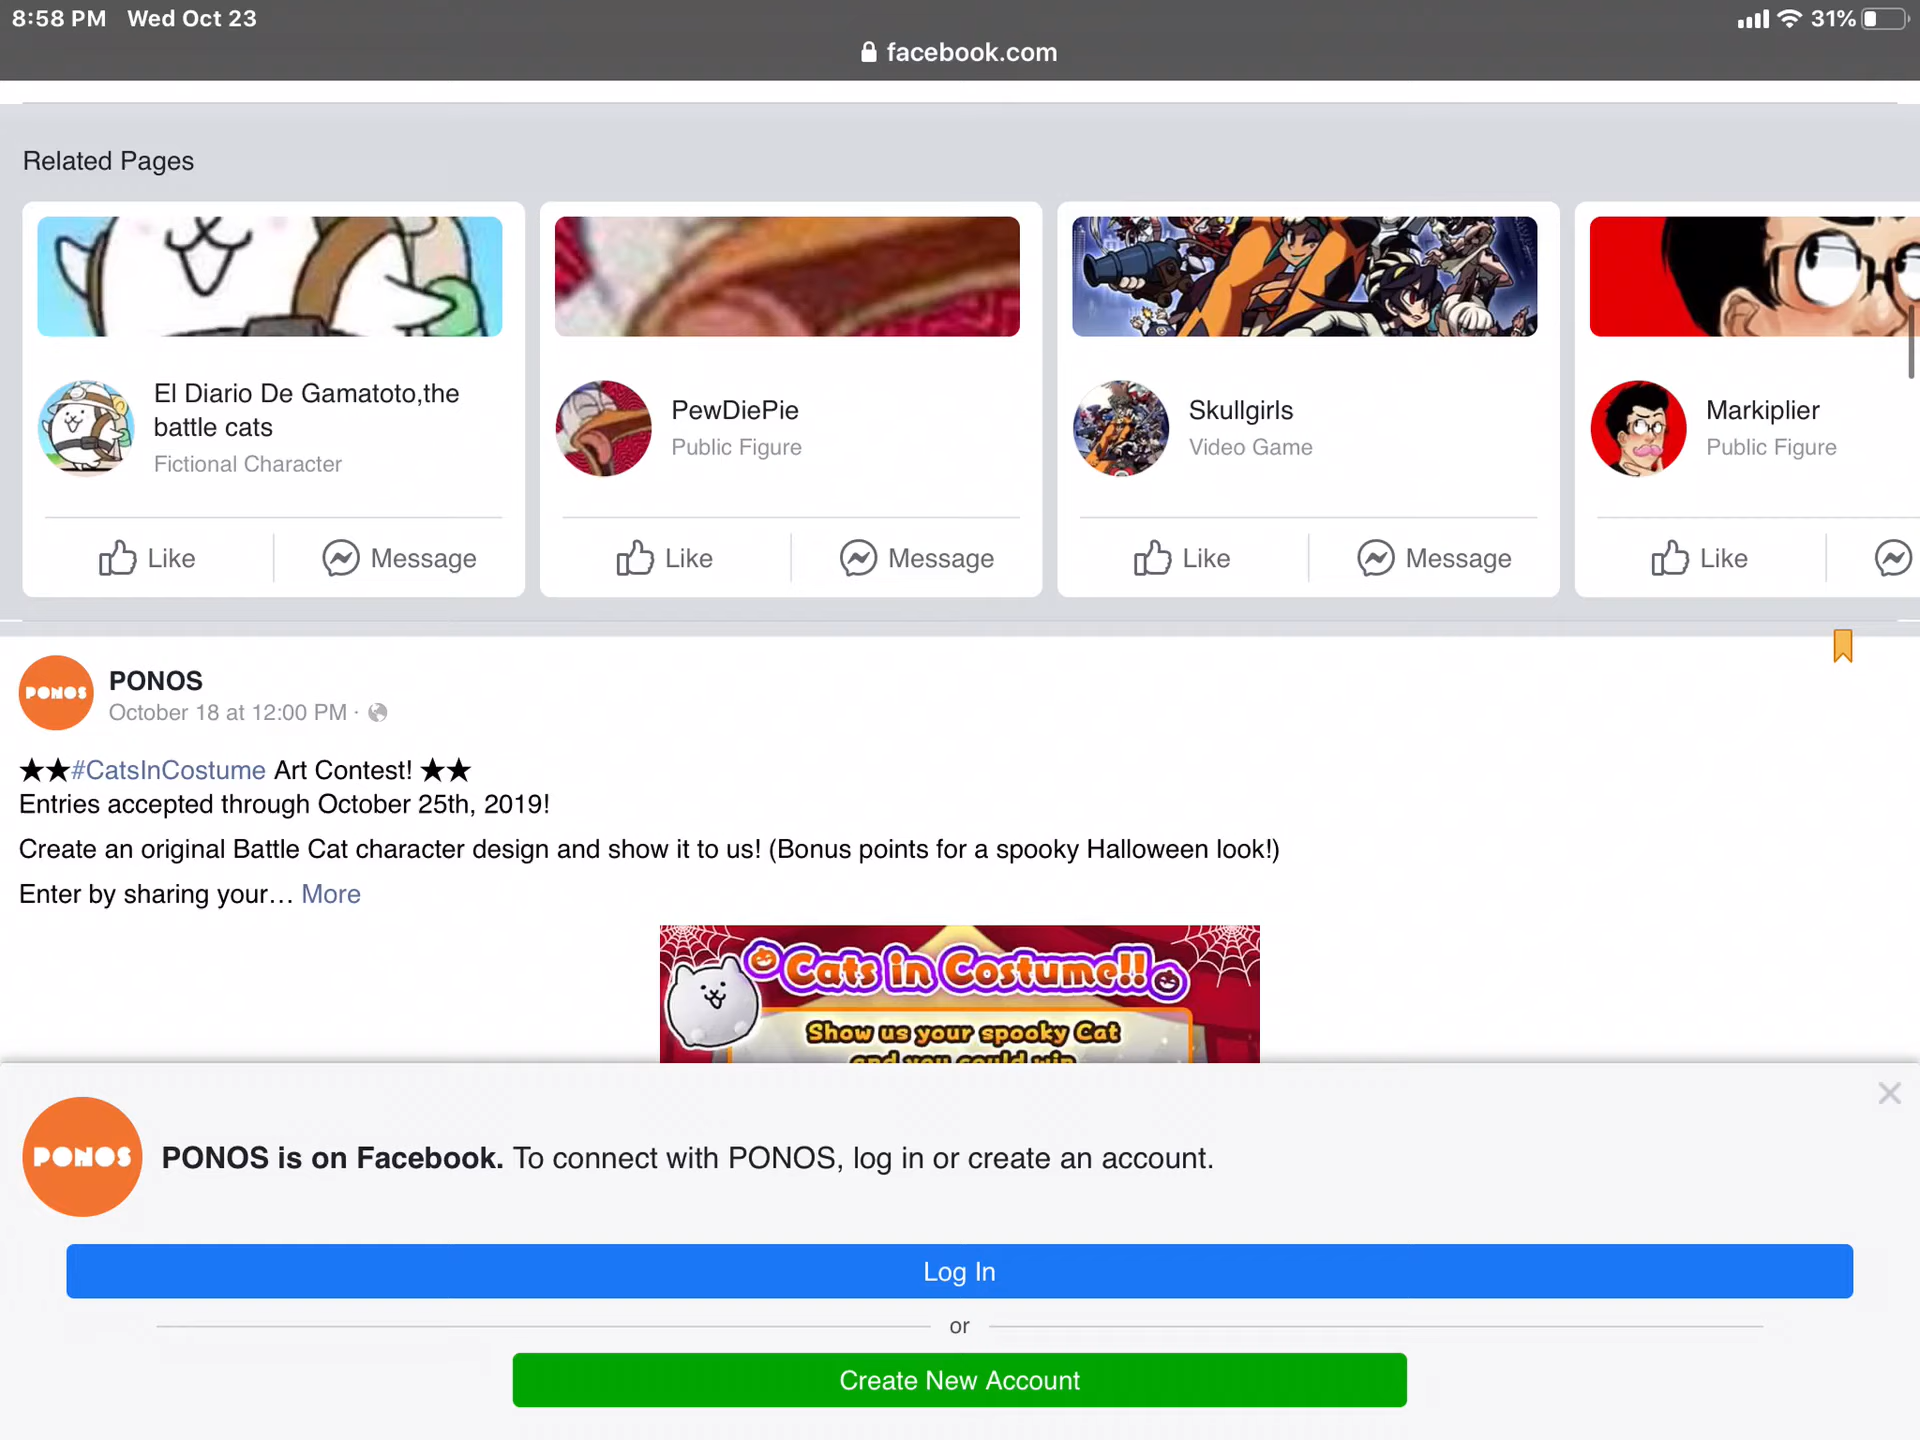 8:58 PM Wed Oct 23
31%
facebook.com
Related Pages
El Diario De Gamatoto,the
battle cats
Fictional Character
Like
Message
PewDiePie
Public Figure
Like
Message
Skullgirls
Video Game
Like
Message
Markiplier
Public Figure
Like
PONOS
PONOS
October 18 at 12:00 PM ·
★★#CatsInCostume Art Contest! ★★
Entries accepted through October 25th, 2019!
Create an original Battle Cat character design and show it to us! (Bonus points for a spooky Halloween look!)
Enter by sharing your… More
Cats in Costume!!
Show us your spooky Cat
and you could win
PONOS
PONOS is on Facebook. To connect with PONOS, log in or create an account.
Log In
or
Create New Account